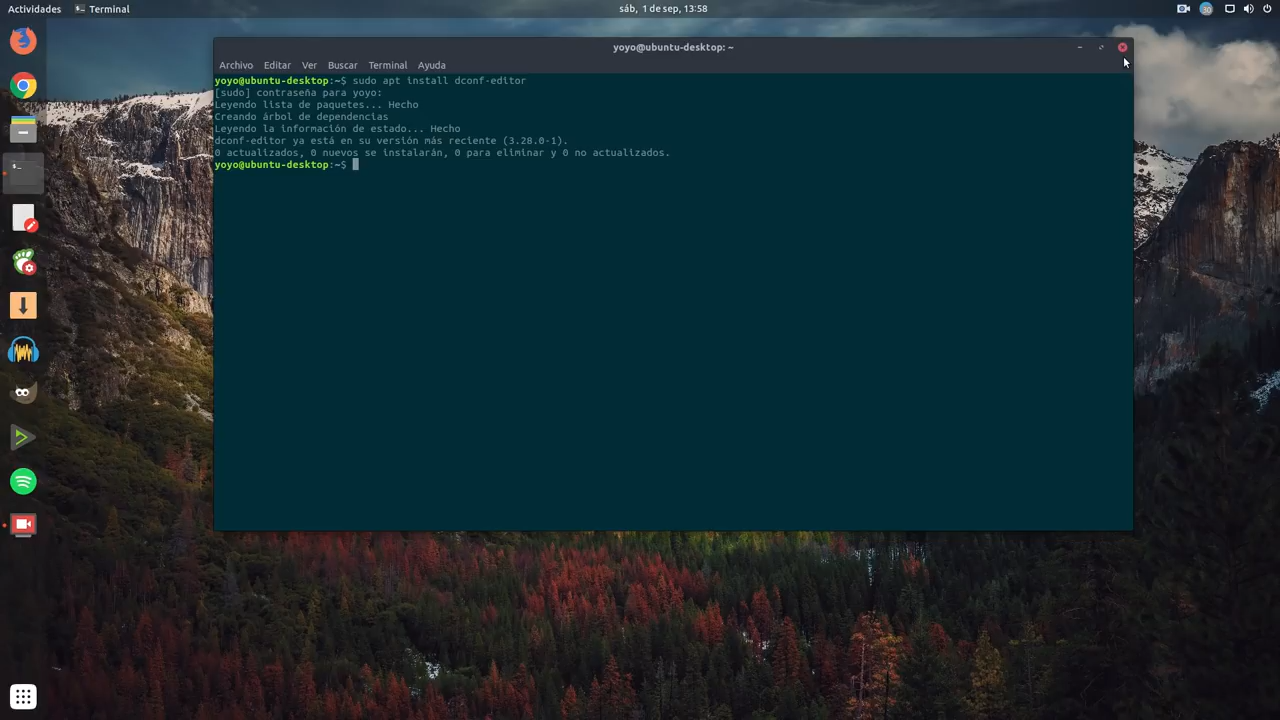 Actividades Terminal sáb, 1 de sep, 13:58 30
yoyo@ubuntu-desktop: ~
Archivo Editar Ver Buscar Terminal Ayuda
yoyo@ubuntu-desktop:~$ sudo apt install dconf-editor
[sudo] contraseña para yoyo:
Leyendo lista de paquetes... Hecho
Creando árbol de dependencias
Leyendo la información de estado... Hecho
dconf-editor ya está en su versión más reciente (3.28.0-1).
0 actualizados, 0 nuevos se instalarán, 0 para eliminar y 0 no actualizados.
yoyo@ubuntu-desktop:~$